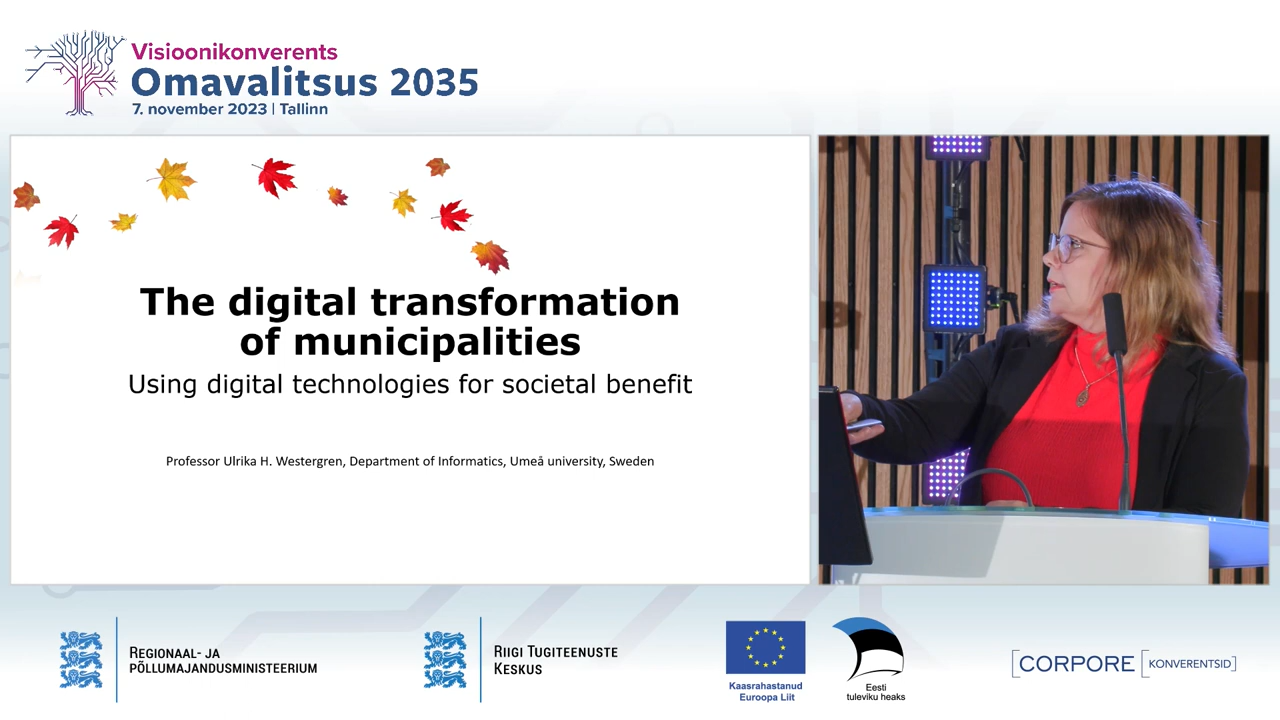 Visioonikonverents
Omavalitsus 2035
7. november 2023 | Tallinn
The digital transformation
of municipalities
Using digital technologies for societal benefit
Professor Ulrika H. Westergren, Department of Informatics, Umeå university, Sweden
REGIONAAL- JA
PÕLLUMAJANDUSMINISTEERIUM
RIIGI TUGITEENUSTE
KESKUS
Kaasrahastanud
Euroopa Liit
Eesti
tuleviku heaks
CORPORE KONVERENTSID